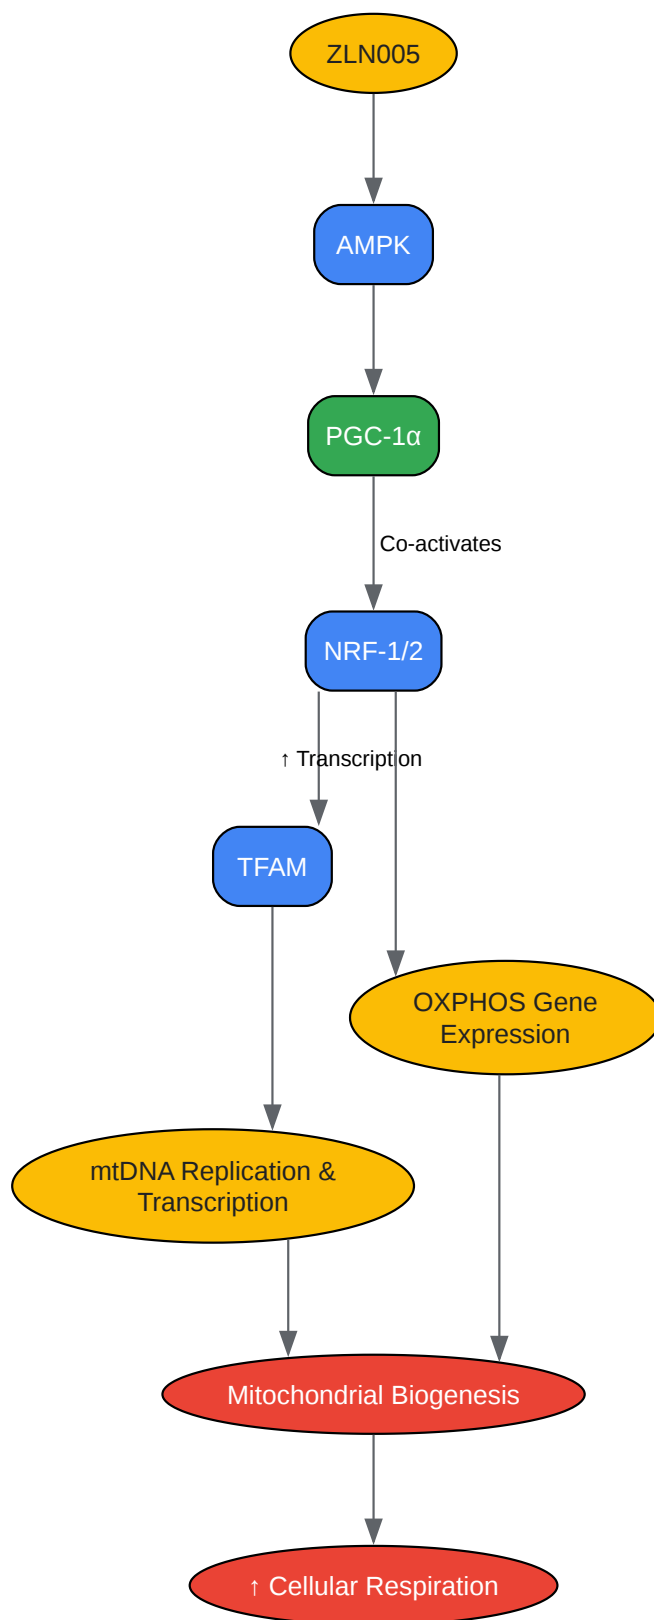 ZLN005
AMPK
PGC-1α
Co-activates
NRF-1/2
↑ Transcription
TFAM
OXPHOS Gene
Expression
mtDNA Replication &
Transcription
Mitochondrial Biogenesis
↑ Cellular Respiration